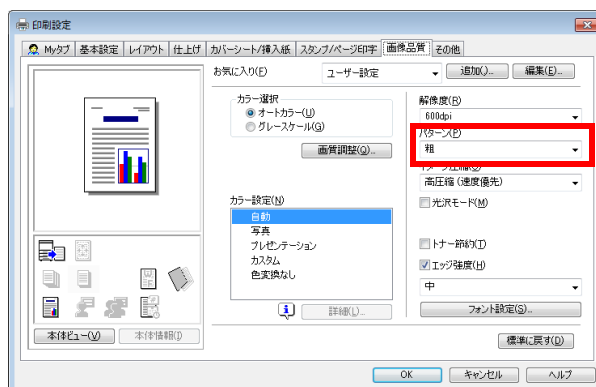 印刷設定
Myタブ 基本設定 レイアウト 仕上げ カバーシート/挿入紙 スタンプ/ページ印字 画像品質 その他
お気に入り(F) ユーザー設定 追加()... 編集(E)...
カラー選択
オートカラー(U)
グレースケール(G)
画質調整(Q)...
解像度(R)
600dpi
パターン(P)
粗
高圧縮 (速度優先)
光沢モード(M)
カラー設定(N)
自動
写真
プレゼンテーション
カスタム
色変換なし
詳細(L)...
トナー節約(T)
エッジ強度(H)
中
フォント設定(S)...
本体ビュー(V) 本体情報(I)
標準に戻す(D)
OK キャンセル ヘルプ